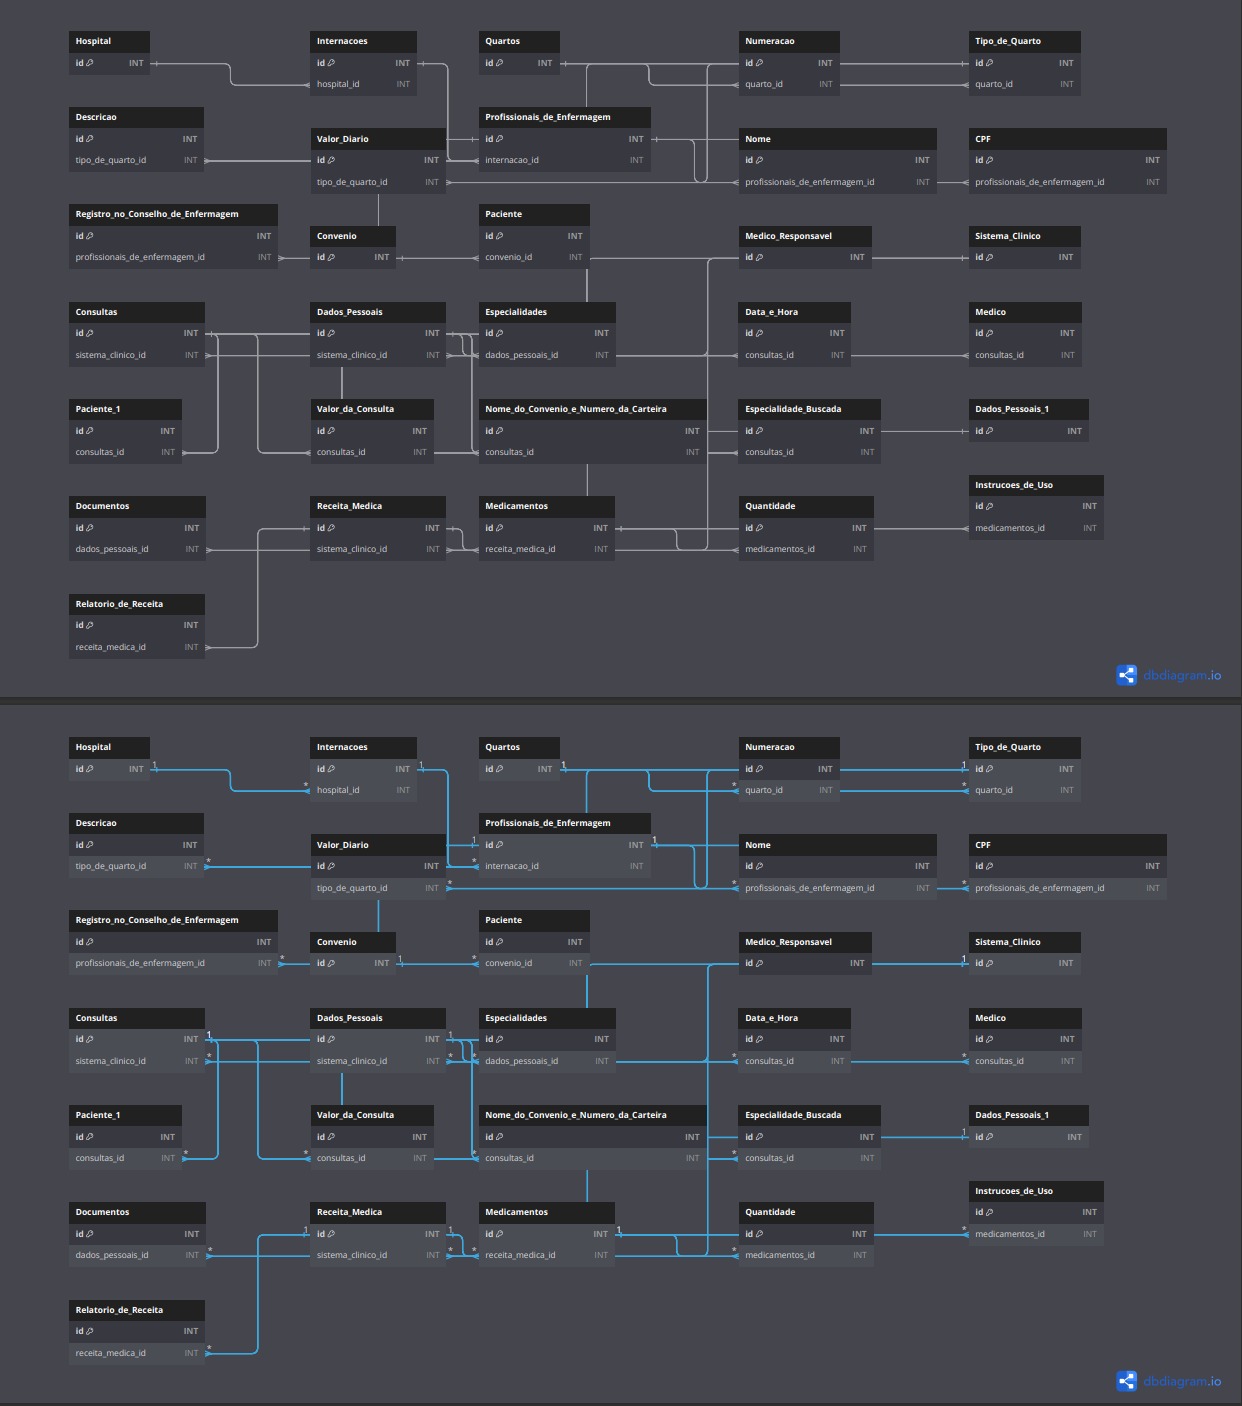 Hospital
id INT
Internacoes
id INT
hospital_id INT
Quartos
id INT
Numeracao
id INT
quarto_id INT
Tipo_de_Quarto
id INT
quarto_id INT
Descricao
id INT
tipo_de_quarto_id INT
Valor_Diario
id INT
tipo_de_quarto_id INT
Profissionais_de_Enfermagem
id INT
internacao_id INT
Nome
id INT
profissionais_de_enfermagem_id INT
CPF
id INT
profissionais_de_enfermagem_id INT
Registro_no_Conselho_de_Enfermagem
id INT
profissionais_de_enfermagem_id INT
Convenio
id INT
Paciente
id INT
convenio_id INT
Medico_Responsavel
id INT
Sistema_Clinico
id INT
Consultas
id INT
sistema_clinico_id INT
Dados_Pessoais
id INT
sistema_clinico_id INT
Especialidades
id INT
dados_pessoais_id INT
Data_e_Hora
id INT
consultas_id INT
Medico
id INT
consultas_id INT
Paciente_1
id INT
consultas_id INT
Valor_da_Consulta
id INT
consultas_id INT
Nome_do_Convenio_e_Numero_da_Carteira
id INT
consultas_id INT
Especialidade_Buscada
id INT
consultas_id INT
Dados_Pessoais_1
id INT
Documentos
id INT
dados_pessoais_id INT
Receita_Medica
id INT
sistema_clinico_id INT
Medicamentos
id INT
receita_medica_id INT
Quantidade
id INT
medicamentos_id INT
Instrucoes_de_Uso
id INT
medicamentos_id INT
Relatorio_de_Receita
id INT
receita_medica_id INT
dbdiagram.io
Hospital
id INT 1
Internacoes
id INT 1
* hospital_id INT
Quartos
id INT 1
Numeracao
id INT
* quarto_id INT
Tipo_de_Quarto
1 id INT
* quarto_id INT
Descricao
id INT
tipo_de_quarto_id INT *
Valor_Diario
id INT
tipo_de_quarto_id INT *
Profissionais_de_Enfermagem
1 id INT 1
* internacao_id INT
Nome
id INT
* profissionais_de_enfermagem_id INT
CPF
id INT
* profissionais_de_enfermagem_id INT
Registro_no_Conselho_de_Enfermagem
id INT
profissionais_de_enfermagem_id INT *
Convenio
id INT 1
Paciente
id INT
* convenio_id INT
Medico_Responsavel
id INT
Sistema_Clinico
1 id INT
Consultas
id INT 1
sistema_clinico_id INT *
Dados_Pessoais
id INT 1
sistema_clinico_id INT *
Especialidades
id INT
* dados_pessoais_id INT
Data_e_Hora
id INT
* consultas_id INT
Medico
id INT
* consultas_id INT
Paciente_1
id INT
consultas_id INT *
Valor_da_Consulta
id INT
* consultas_id INT
Nome_do_Convenio_e_Numero_da_Carteira
id INT
* consultas_id INT
Especialidade_Buscada
id INT
* consultas_id INT
Dados_Pessoais_1
1 id INT
Documentos
id INT
dados_pessoais_id INT *
Receita_Medica
1 id INT 1
sistema_clinico_id INT *
Medicamentos
id INT 1
* receita_medica_id INT
Quantidade
id INT
* medicamentos_id INT
Instrucoes_de_Uso
id INT
* medicamentos_id INT
Relatorio_de_Receita
id INT
receita_medica_id INT *
dbdiagram.io